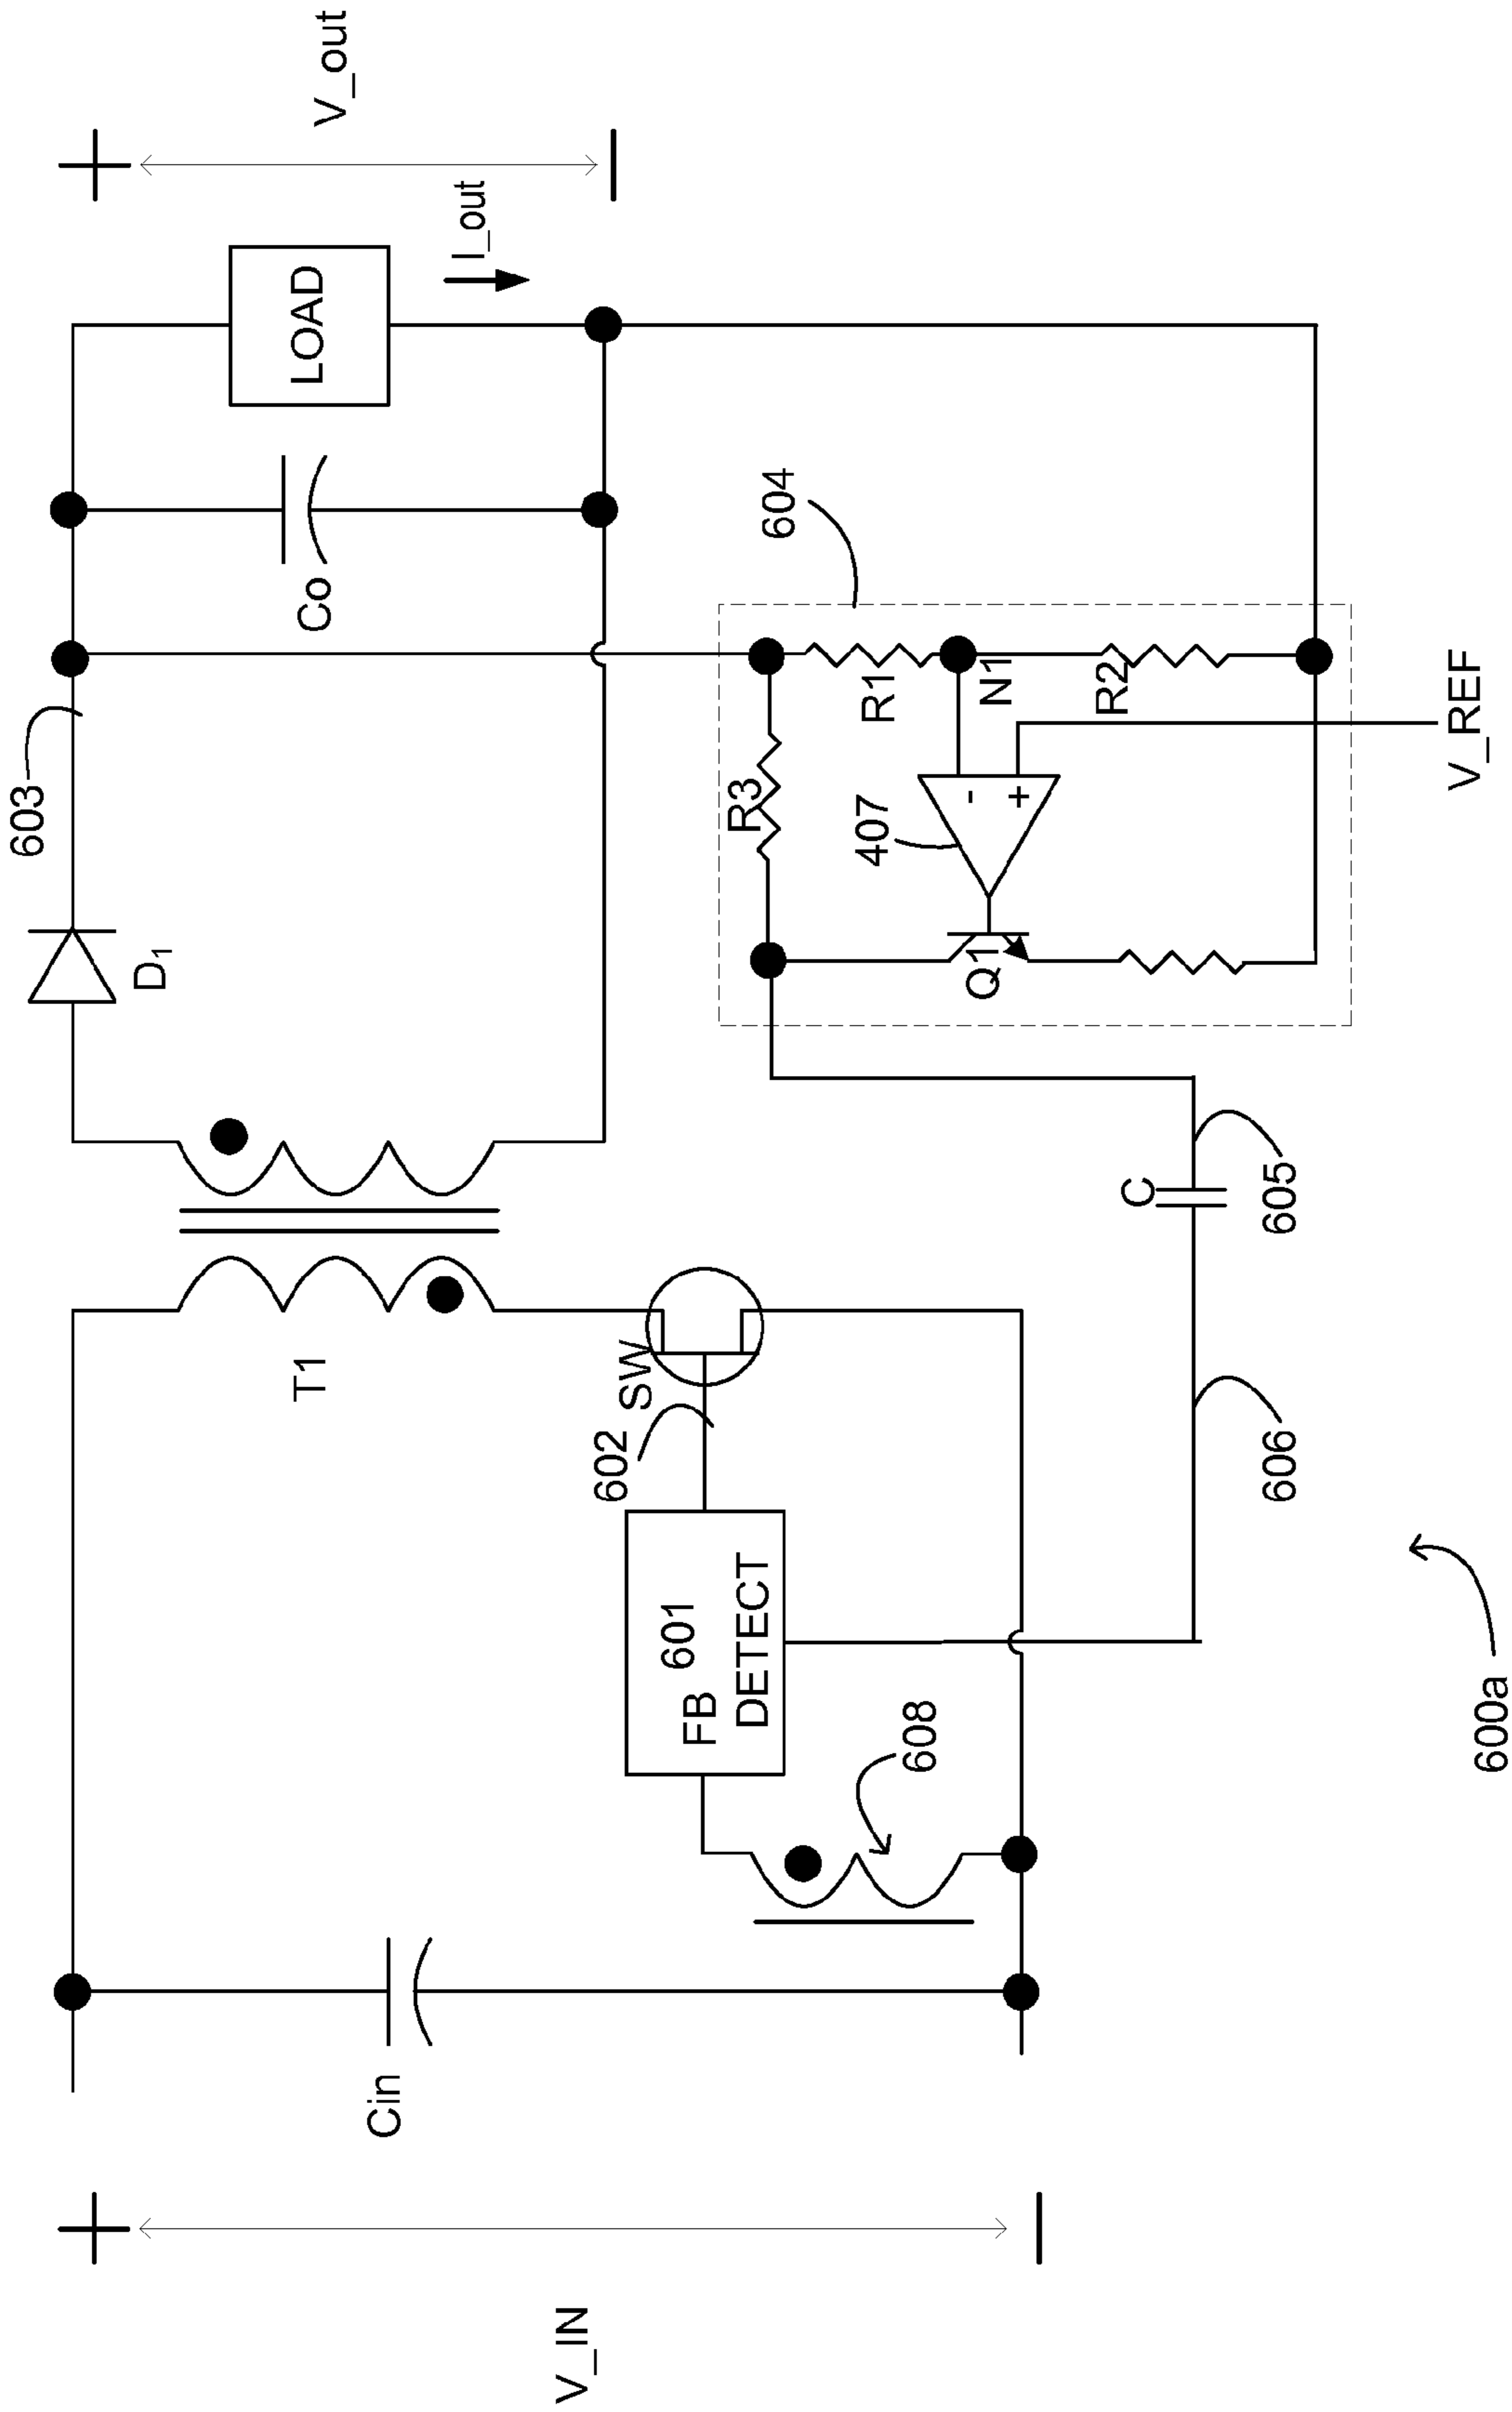 V_IN
Cin
T1
D1
603
Co
LOAD
I_out
V_out
SW
602
601
FB
DETECT
608
604
R3
R1
N1
R2
407
-
+
Q1
V_REF
C
605
606
600a
+
+